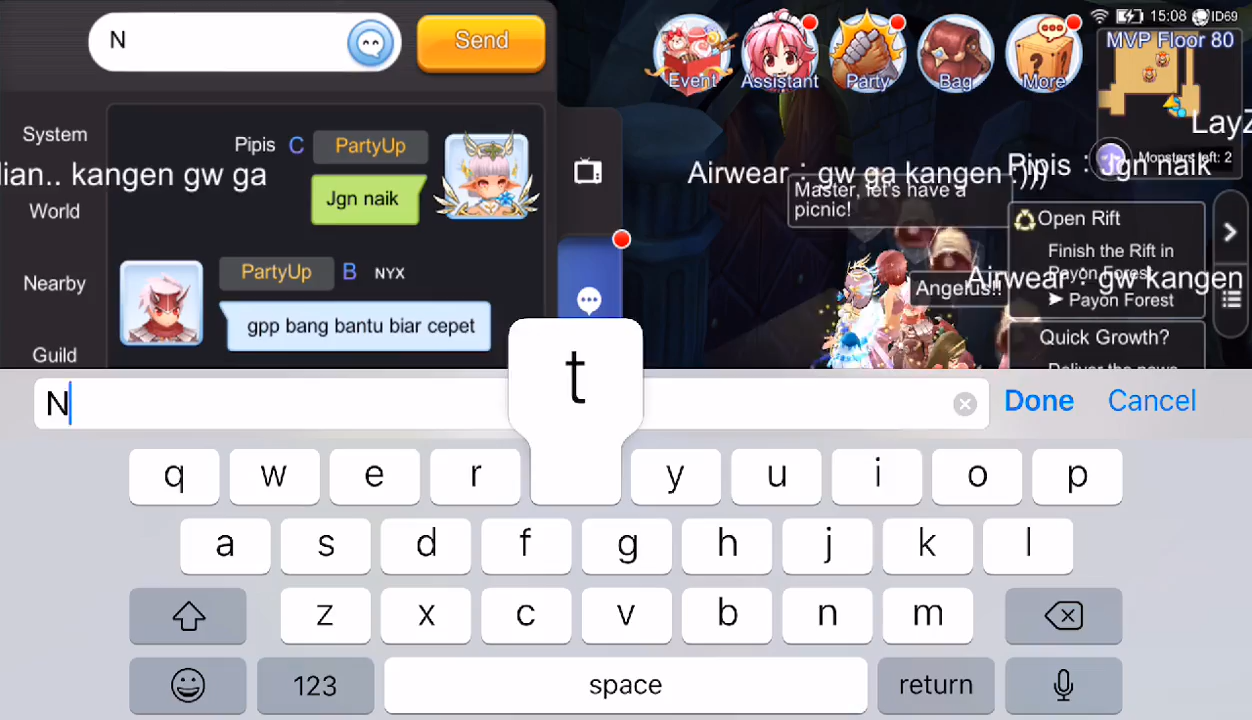 N
Send
Event
Assistant
Party
Bag
More
15:08
ID69
MVP Floor 80
LayZ
Monsters left: 2
System
World
Nearby
Guild
Pipis C PartyUp
Jgn naik
lian.. kangen gw ga
PartyUp B NYX
gpp bang bantu biar cepet
Airwear : gw ga kangen :)))
Pipis : Jgn naik
Master, let's have a
picnic!
Open Rift
Finish the Rift in
Payon Forest
Payon Forest
Airwear : gw kangen
Angelus!!
Quick Growth?
Deliver the news
N
Done
Cancel
t
q w e r y u i o p
a s d f g h j k l
z x c v b n m
123
space
return